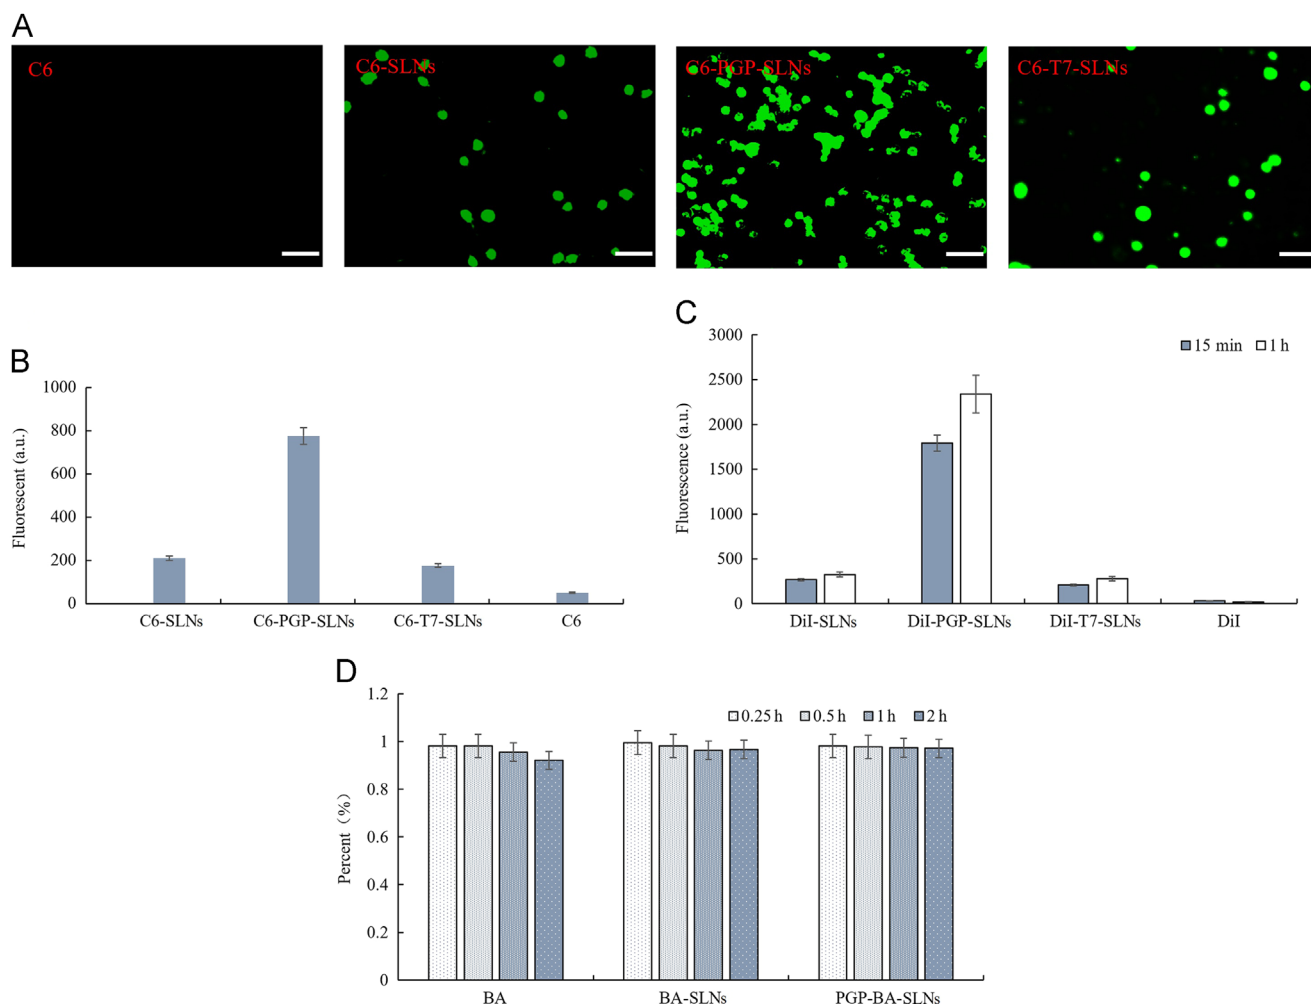 A
C6
C6-SLNs
C6-PGP-SLNs
C6-T7-SLNs
B
Fluorescent (a.u.)
1000
800
600
400
200
0
C6-SLNs
C6-PGP-SLNs
C6-T7-SLNs
C6
C
Fluorescence (a.u.)
3000
2500
2000
1500
1000
500
0
15 min
1 h
DiI-SLNs
DiI-PGP-SLNs
DiI-T7-SLNs
DiI
D
Percent（%）
1.2
1
0.8
0.6
0.4
0.2
0
0.25 h
0.5 h
1 h
2 h
BA
BA-SLNs
PGP-BA-SLNs